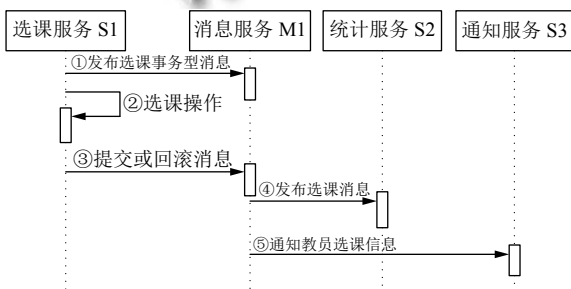 选课服务 S1
消息服务 M1
统计服务 S2
通知服务 S3
①发布选课事务型消息
②选课操作
③提交或回滚消息
④发布选课消息
⑤通知教员选课信息